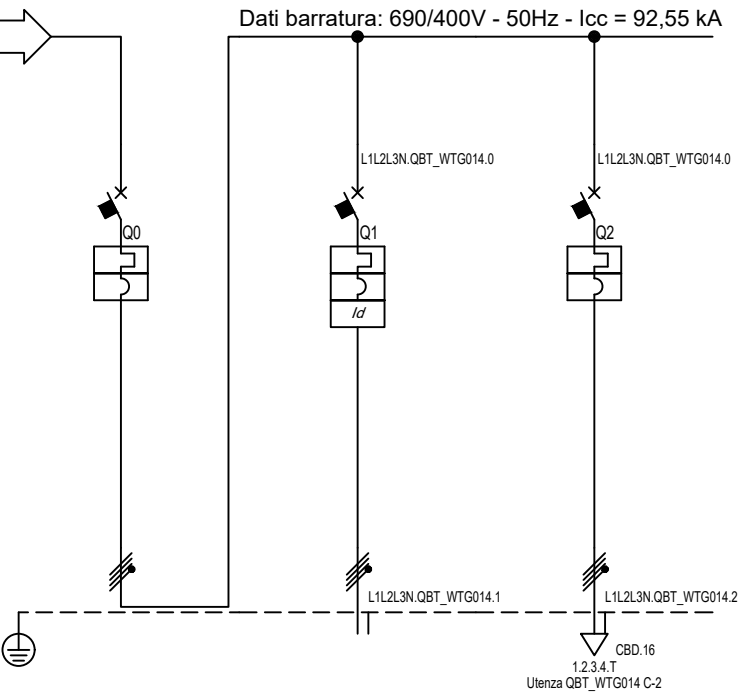 Dati barratura: 690/400V - 50Hz - Icc = 92,55 kA
L1L2L3N.QBT_WTG014.0
L1L2L3N.QBT_WTG014.0
Q0
Q1
Q2
Id
L1L2L3N.QBT_WTG014.1
L1L2L3N.QBT_WTG014.2
CBD.16
1.2.3.4.T
Utenza QBT_WTG014 C-2